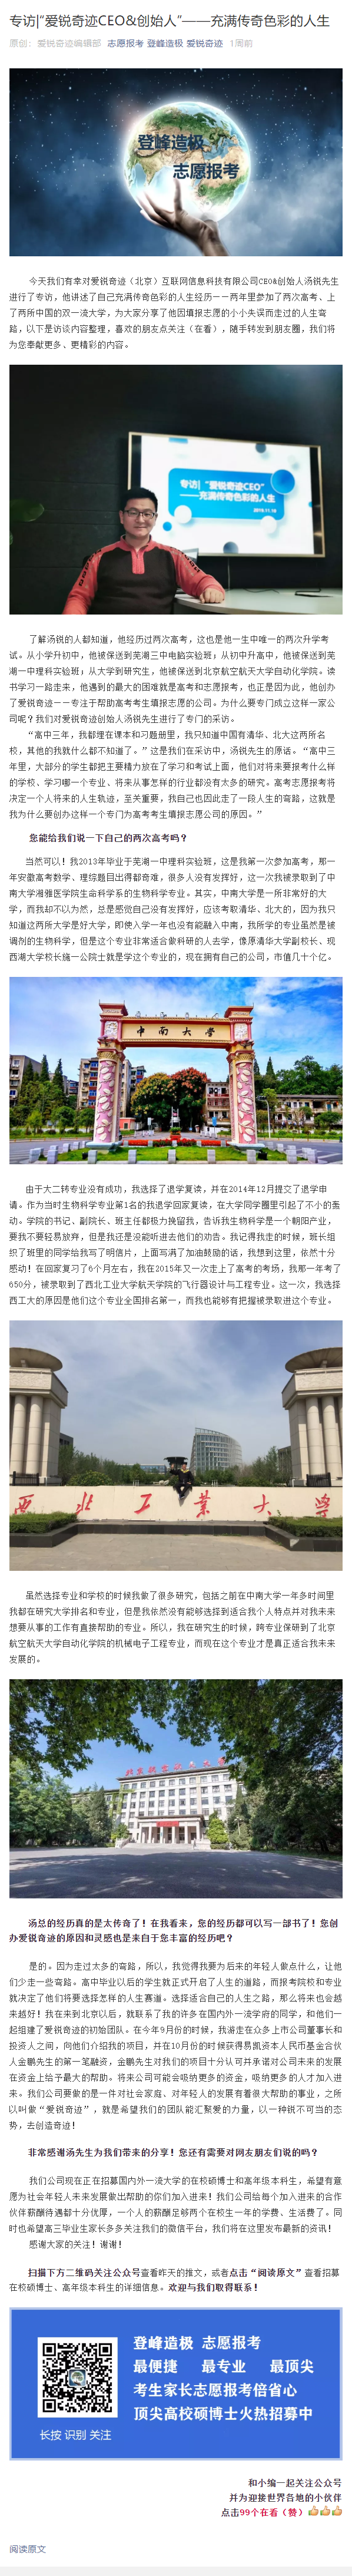 专访|“爱锐奇迹CEO&创始人”——充满传奇色彩的人生
原创：爱锐奇迹编辑部 志愿报考 登峰造极 爱锐奇迹 1周前
登峰造极
志愿报考
今天我们有幸对爱锐奇迹（北京）互联网信息科技有限公司CEO&创始人汤锐先生
进行了专访，他讲述了自己充满传奇色彩的人生经历——两年里参加了两次高考、上
了两所中国的双一流大学，为大家分享了他因填报志愿的小小失误而走过的人生弯
路，以下是访谈内容整理，喜欢的朋友点关注（在看），随手转发到朋友圈，我们将
为您奉献更多、更精彩的内容。
专访|“爱锐奇迹CEO”
——充满传奇色彩的人生
2019.11.16
了解汤锐的人都知道，他经历过两次高考，这也是他一生中唯一的两次升学考
试。从小学升初中，他被保送到芜湖三中电脑实验班，从初中升高中，他被保送到芜
湖一中理科实验班，从大学到研究生，他被保送到北京航空航天大学自动化学院。读
书学习一路走来，他遇到的最大的困难就是高考和志愿报考，也正是因为此，他创办
了爱锐奇迹——专注于帮助高考考生填报志愿的公司。为什么要专门成立这样一家公
司呢？我们对爱锐奇迹创始人汤锐先生进行了专门的采访。
“高中三年，我都埋在课本和习题册里，我只知道中国有清华、北大这两所名
校，其他的我就什么都不知道了。”这是我们在采访中，汤锐先生的原话。“高中三
年里，大部分的学生都把主要精力放在了学习和考试上面，他们对将来要报考什么样
的学校、学习哪一个专业、将来从事怎样的行业都没有太多的研究。高考志愿报考将
决定一个人将来的人生轨迹，至关重要，我自己也因此走了一段人生的弯路，这就是
我为什么要创办这样一个专门为高考考生填报志愿公司的原因。”
您能给我们说一下自己的两次高考吗？
当然可以！我2013年毕业于芜湖一中理科实验班，这是我第一次参加高考，那一
年安徽高考数学、理综题目出得都奇难，很多人没有发挥好，这一次我被录取到了中
南大学湘雅医学院生命科学系的生物科学专业。其实，中南大学是一所非常好的大
学，而我却不以为然，总是感觉自己没有发挥好，应该考取清华、北大的，因为我只
知道这两所大学是好大学，即使入学一年也没有能融入中南，我所学的专业虽然是被
调剂的生物科学，但是这个专业非常适合做科研的人去学，像原清华大学副校长、现
西湖大学校长施一公院士就是学这个专业的，现在拥有自己的公司，市值几十个亿。
中南大学
由于大二转专业没有成功，我选择了退学复读，并在2014年12月提交了退学申
请。作为当时生物科学专业第1名的我退学回家复读，在大学同学圈里引起了不小的轰
动。学院的书记、副院长、班主任都极力挽留我，告诉我生物科学是一个朝阳产业，
要我不要轻易放弃，但是我还是没能听进去他们的劝告。我记得我走的时候，班长组
织了班里的同学给我写了明信片，上面写满了加油鼓励的话，我想到这里，依然十分
感动！在回家复习了6个月左右，我在2015年又一次走上了高考的考场，我那一年考了
650分，被录取到了西北工业大学航天学院的飞行器设计与工程专业。这一次，我选择
西工大的原因是他们这个专业全国排名第一，而我也能够有把握被录取进这个专业。
西北工业大学
虽然选择专业和学校的时候我做了很多研究，包括之前在中南大学一年多时间里
我都在研究大学排名和专业，但是我依然没有能够选择到适合我个人特点并对我未来
想要从事的工作有直接帮助的专业。所以，我在研究生的时候，跨专业保研到了北京
航空航天大学自动化学院的机械电子工程专业，而现在这个专业才是真正适合我未来
发展的。
北京航空航天大学
汤总的经历真的是太传奇了！在我看来，您的经历都可以写一部书了！您创
办爱锐奇迹的原因和灵感也是来自于您丰富的经历吧？
是的。因为走过太多的弯路，所以，我觉得我要为后来的年轻人做点什么，让他
们少走一些弯路。高中毕业以后的学生就正式开启了人生的道路，而报考院校和专业
就决定了他们将要选择怎样的人生赛道。选择适合自己的人生之路，那么将来也会越
来越好！我在来到北京以后，就联系了我的许多在国内外一流学府的同学，和他们一
起组建了爱锐奇迹的初始团队。在今年9月份的时候，我游走在众多上市公司董事长和
投资人之间，向他们介绍我的项目，并在10月份的时候获得易凯资本人民币基金合伙
人金鹏先生的第一笔融资，金鹏先生对我们的项目十分认可并承诺对公司未来的发展
在资金上给予最大的帮助。将来公司可能会吸纳更多的资金，吸纳更多的人才加入进
来。我们公司要做的是一件对社会家庭、对年轻人的发展有着很大帮助的事业，之所
以叫做“爱锐奇迹”，就是希望我们的团队能汇聚爱的力量，以一种锐不可当的态
势，去创造奇迹！
非常感谢汤先生为我们带来的分享！您还有需要对网友朋友们说的吗？
我们公司现在正在招募国内外一流大学的在校硕博士和高年级本科生，希望有意
愿为社会年轻人未来发展做出帮助的你们加入进来！我们公司给每个加入进来的合作
伙伴薪酬待遇都十分优厚，一个人的薪酬足够两个在校生一年的学费、生活费了。同
时也希望高三毕业生家长多多关注我们的微信平台，我们将在这里发布最新的资讯！
感谢大家的关注！谢谢！
扫描下方二维码关注公众号查看昨天的推文，或者点击“阅读原文”查看招募
在校硕博士、高年级本科生的详细信息。欢迎与我们取得联系！
登峰造极 志愿报考
最便捷 最专业 最顶尖
考生家长志愿报考倍省心
顶尖高校硕博士火热招募中
长按 识别 关注
和小编一起关注公众号
并为迎接世界各地的小伙伴
点击99个在看（赞）👍👍👍
阅读原文